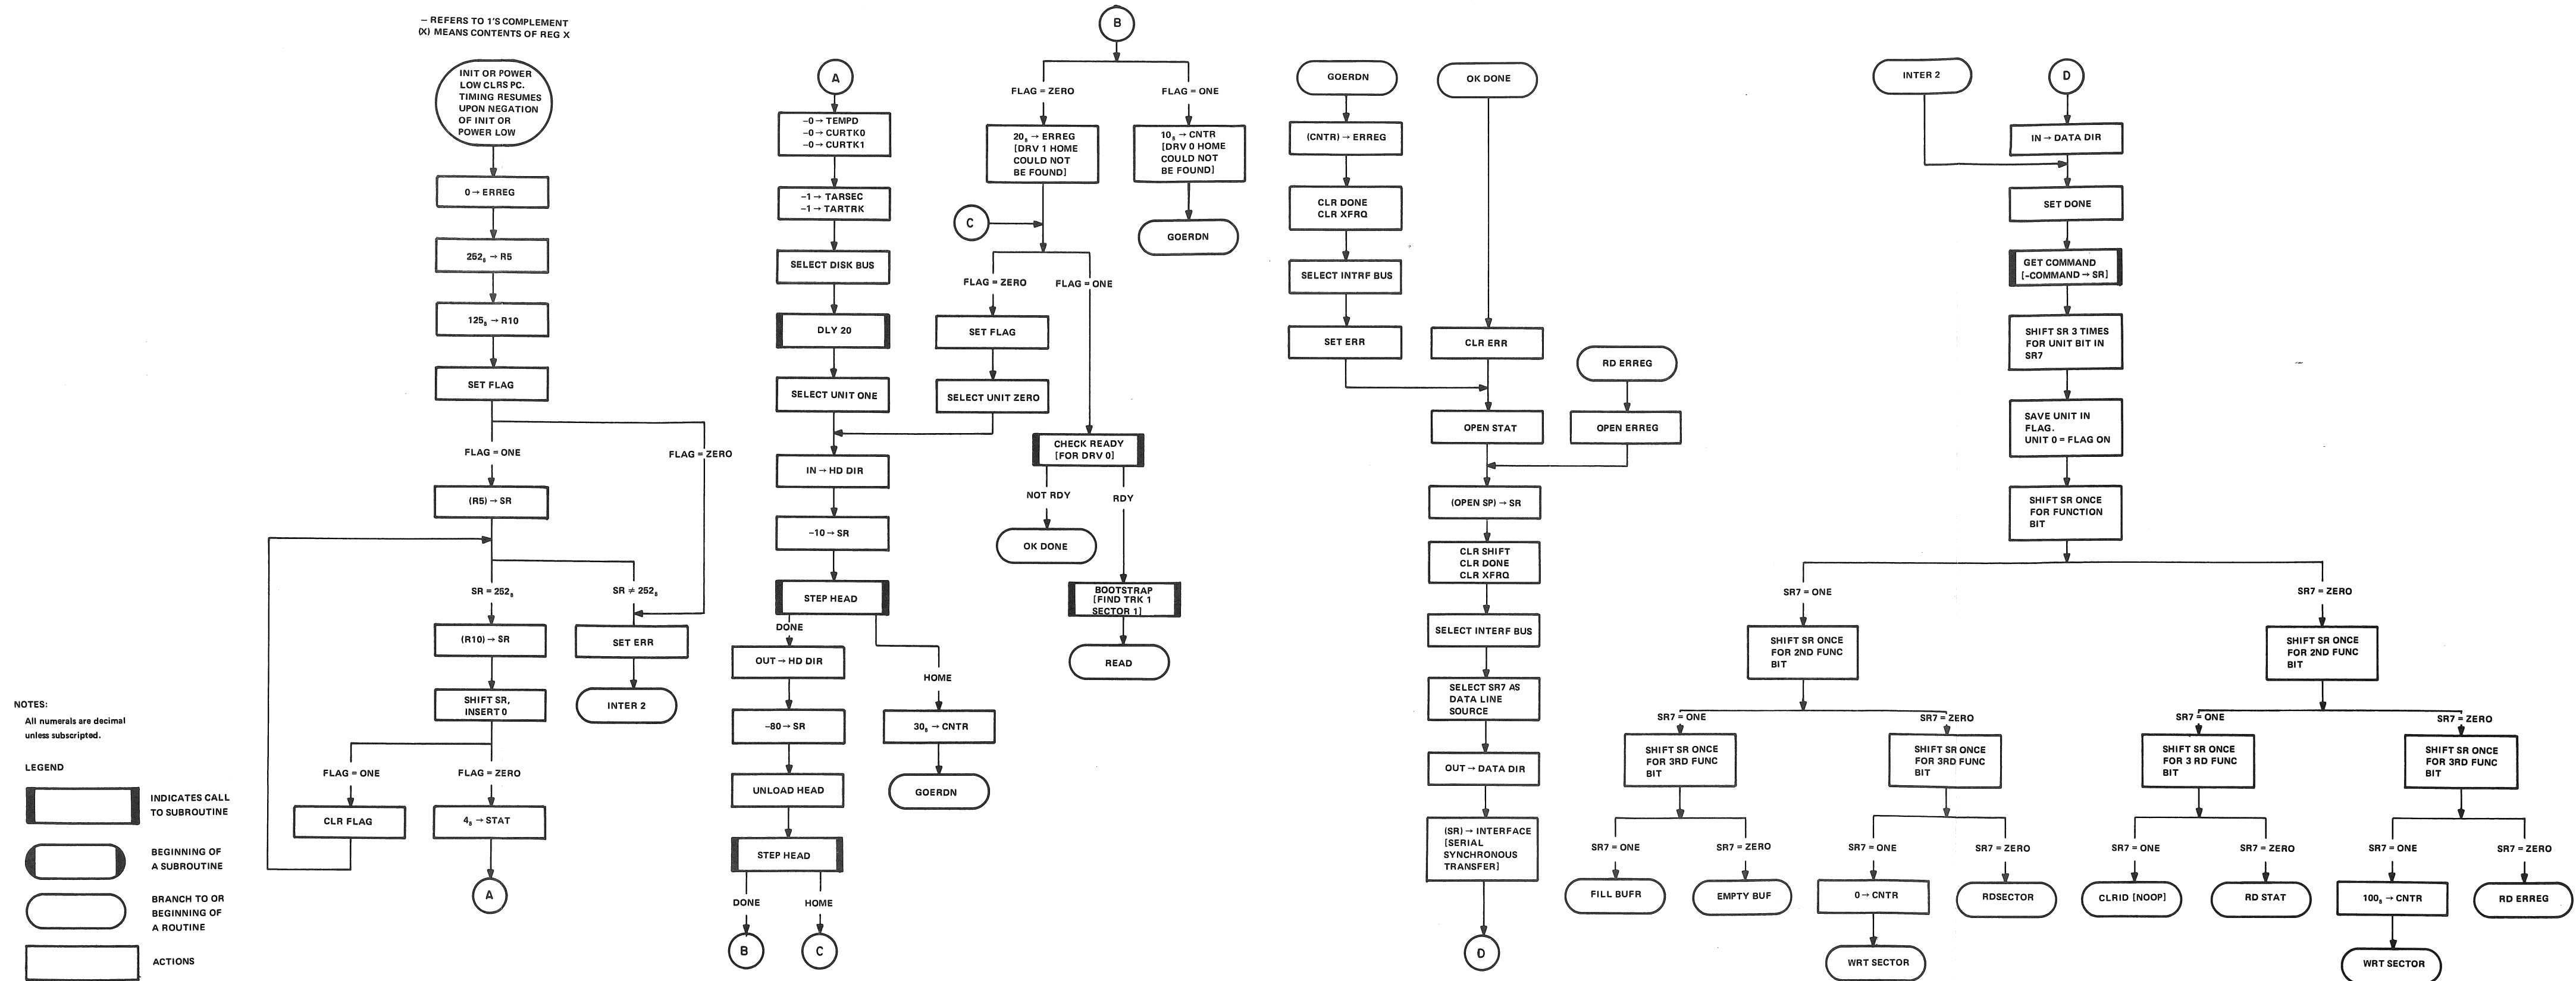 — REFERS TO 1'S COMPLEMENT
(X) MEANS CONTENTS OF REG X
INIT OR POWER
LOW CLRS PC.
TIMING RESUMES
UPON NEGATION
OF INIT OR
POWER LOW
0 → ERREG
252₈ → R5
125₈ → R10
SET FLAG
FLAG = ONE
FLAG = ZERO
(R5) → SR
SR = 252₈
SR ≠ 252₈
(R10) → SR
SET ERR
SHIFT SR,
INSERT 0
INTER 2
FLAG = ONE
FLAG = ZERO
CLR FLAG
4₈ → STAT
A
NOTES:
All numerals are decimal
unless subscripted.
LEGEND
INDICATES CALL
TO SUBROUTINE
BEGINNING OF
A SUBROUTINE
BRANCH TO OR
BEGINNING OF
A ROUTINE
ACTIONS
A
−0 → TEMPD
−0 → CURTK0
−0 → CURTK1
−1 → TARSEC
−1 → TARTRK
SELECT DISK BUS
DLY 20
SELECT UNIT ONE
IN → HD DIR
−10 → SR
STEP HEAD
DONE
HOME
OUT → HD DIR
−80 → SR
30₈ → CNTR
UNLOAD HEAD
GOERDN
STEP HEAD
DONE
HOME
B
C
B
FLAG = ZERO
FLAG = ONE
20₈ → ERREG
[DRV 1 HOME
COULD NOT
BE FOUND]
10₈ → CNTR
[DRV 0 HOME
COULD NOT
BE FOUND]
C
GOERDN
FLAG = ZERO
FLAG = ONE
SET FLAG
SELECT UNIT ZERO
CHECK READY
[FOR DRV 0]
NOT RDY
RDY
OK DONE
BOOTSTRAP
[FIND TRK 1
SECTOR 1]
READ
GOERDN
OK DONE
(CNTR) → ERREG
CLR DONE
CLR XFRQ
SELECT INTRF BUS
SET ERR
CLR ERR
RD ERREG
OPEN STAT
OPEN ERREG
(OPEN SP) → SR
CLR SHIFT
CLR DONE
CLR XFRQ
SELECT INTERF BUS
SELECT SR7 AS
DATA LINE
SOURCE
OUT → DATA DIR
(SR) → INTERFACE
[SERIAL
SYNCHRONOUS
TRANSFER]
D
INTER 2
D
IN → DATA DIR
SET DONE
GET COMMAND
[-COMMAND → SR]
SHIFT SR 3 TIMES
FOR UNIT BIT IN
SR7
SAVE UNIT IN
FLAG.
UNIT 0 = FLAG ON
SHIFT SR ONCE
FOR FUNCTION
BIT
SR7 = ONE
SR7 = ZERO
SHIFT SR ONCE
FOR 2ND FUNC
BIT
SHIFT SR ONCE
FOR 2ND FUNC
BIT
SR7 = ONE
SR7 = ZERO
SR7 = ONE
SR7 = ZERO
SHIFT SR ONCE
FOR 3RD FUNC
BIT
SHIFT SR ONCE
FOR 3RD FUNC
BIT
SHIFT SR ONCE
FOR 3 RD FUNC
BIT
SHIFT SR ONCE
FOR 3RD FUNC
BIT
SR7 = ONE
SR7 = ZERO
SR7 = ONE
SR7 = ZERO
SR7 = ONE
SR7 = ZERO
SR7 = ONE
SR7 = ZERO
FILL BUFR
EMPTY BUF
0 → CNTR
RDSECTOR
CLRID [NOOP]
RD STAT
100₈ → CNTR
RD ERREG
WRT SECTOR
WRT SECTOR